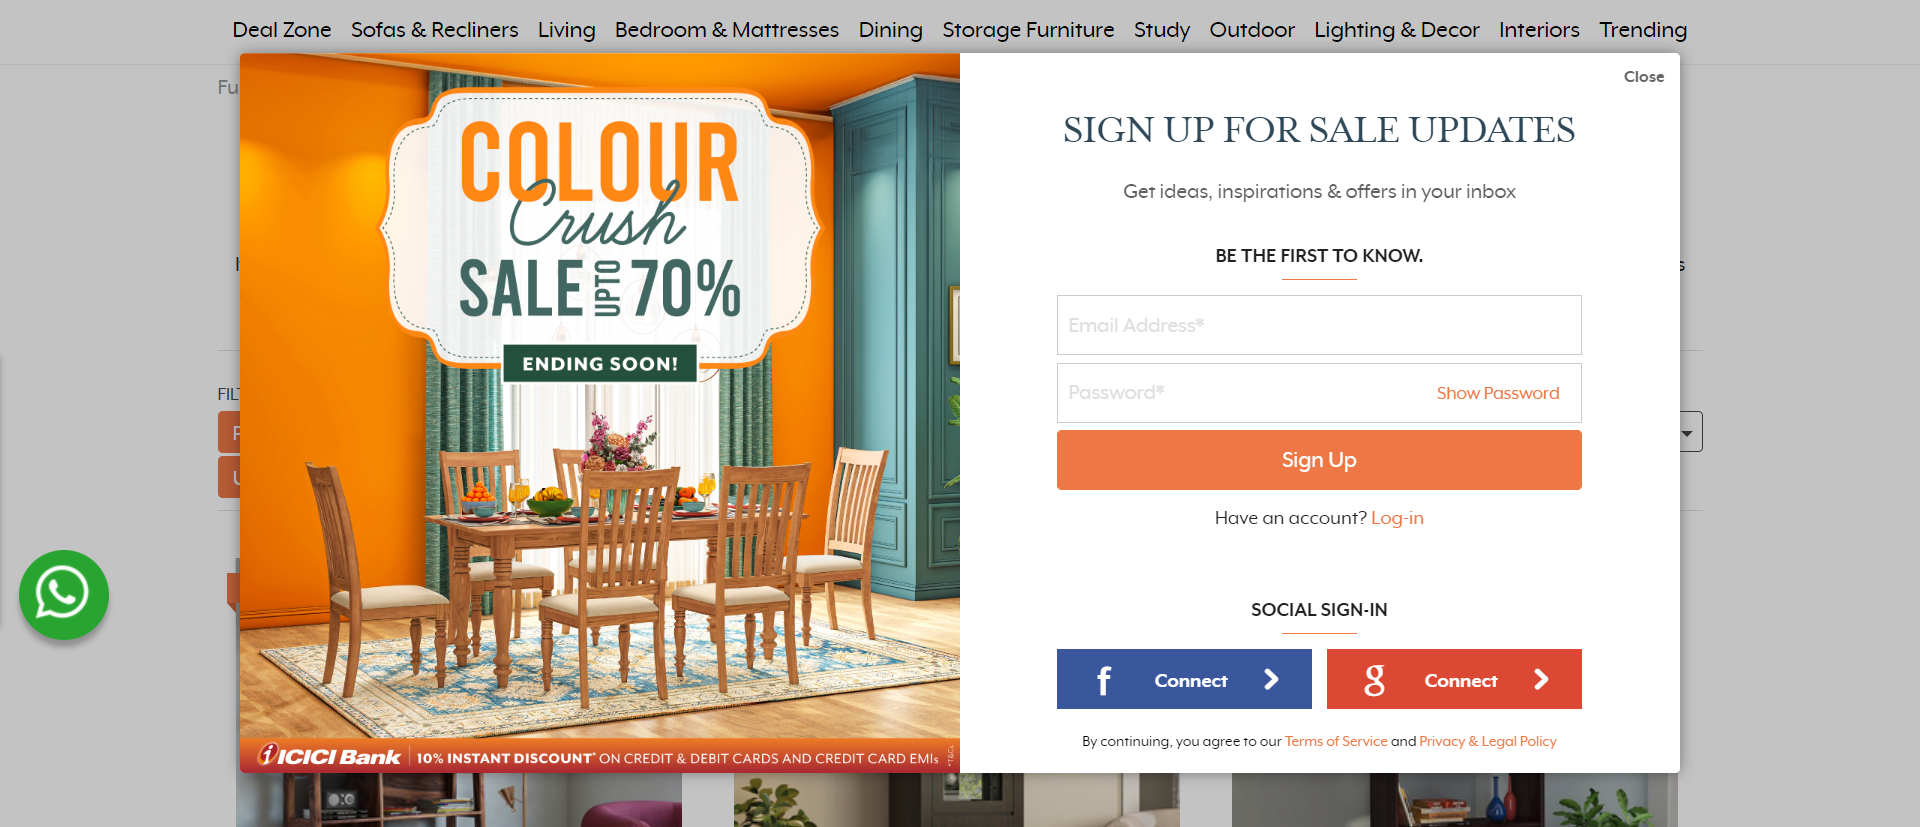 Deal Zone Sofas & Recliners Living Bedroom & Mattresses Dining Storage Furniture Study Outdoor Lighting & Decor Interiors Trending
Close
COLOUR
Crush
SALE UPTO 70%
ENDING SOON!
ICICI Bank 10% INSTANT DISCOUNT* ON CREDIT & DEBIT CARDS AND CREDIT CARD EMIs *T&Cs
SIGN UP FOR SALE UPDATES
Get ideas, inspirations & offers in your inbox
BE THE FIRST TO KNOW.
Email Address*
Password* Show Password
Sign Up
Have an account? Log-in
SOCIAL SIGN-IN
f Connect
g Connect
By continuing, you agree to our Terms of Service and Privacy & Legal Policy